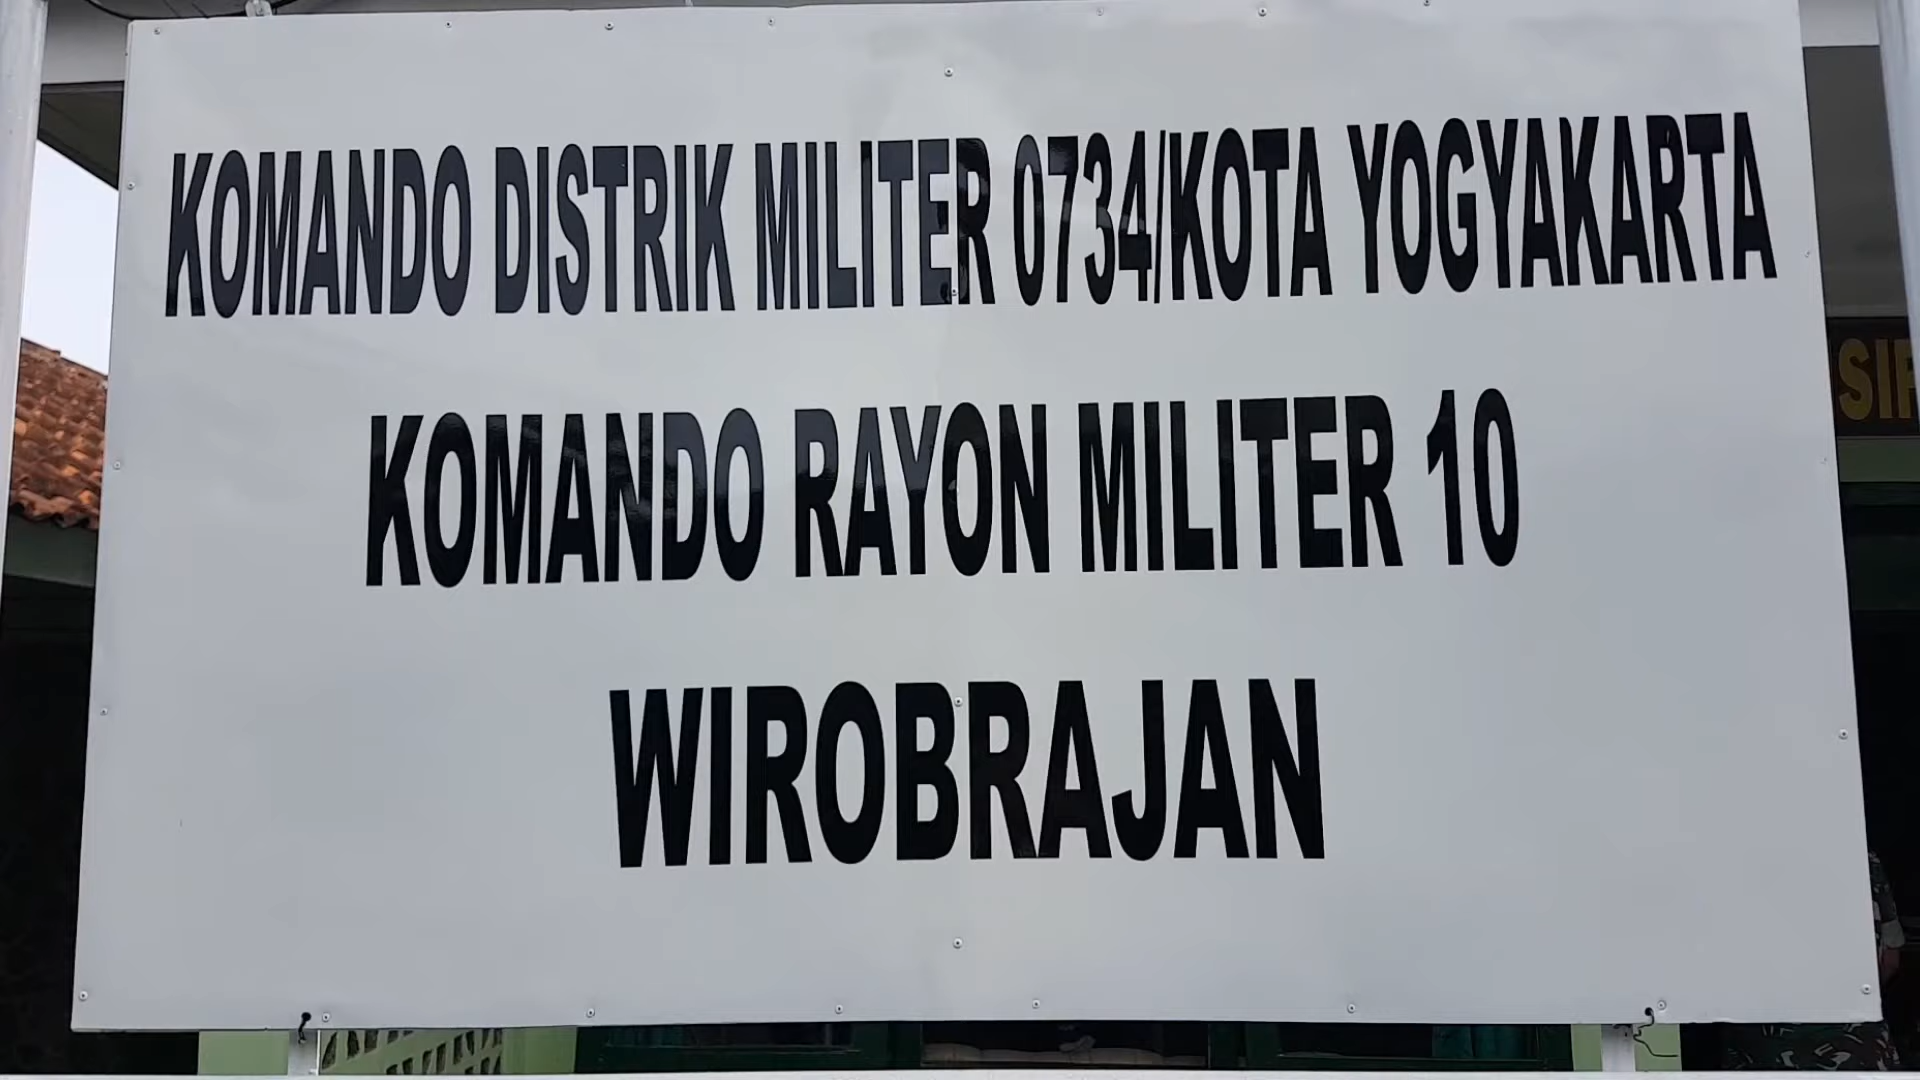 KOMANDO DISTRIK MILITER 0734/KOTA YOGYAKARTA
KOMANDO RAYON MILITER 10
WIROBRAJAN